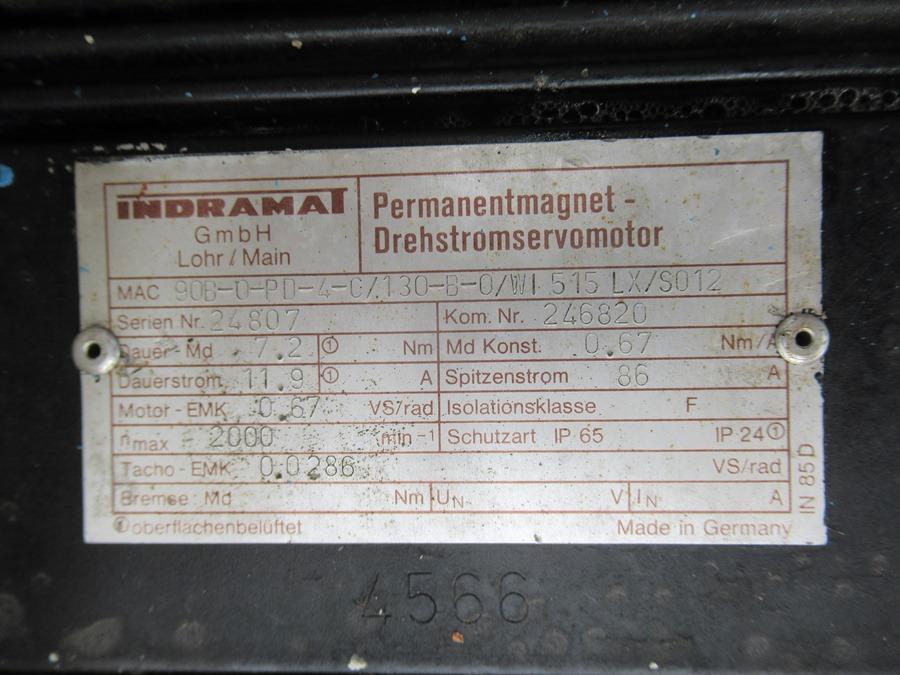 INDRAMAT
GmbH
Lohr / Main
Permanentmagnet -
Drehstromservomotor
MAC 90B-0-PD-4-C/130-B-0/WI 515 LX/S012
Serien Nr. 24807 Kom. Nr. 246820
Dauer - Md 7,2 ① Nm Md Konst. 0,67 Nm/A
Dauerstrom 11,9 ① A Spitzenstrom 86 A
Motor - EMK 0,67 VS/rad Isolationsklasse F
nmax 2000 min -1 Schutzart IP 65 IP 24①
Tacho - EMK 0,0286 VS/rad
Bremse Md Nm UN V IN A
①oberflächenbelüftet Made in Germany
IN 85D
4566